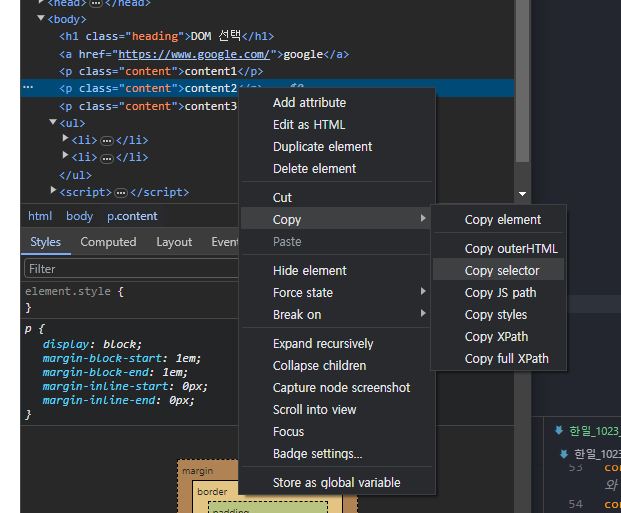 <head> … </head>
<body>
<h1 class="heading">DOM 선택</h1>
<a href="https://www.google.com/">google</a>
<p class="content">content1</p>
… <p class="content">content2</p>
<p class="content">content3
<ul>
<li> … </li>
<li> … </li>
</ul>
<script> … </script>
html body p.content
Styles Computed Layout Event
Filter
element.style {
}
p {
display: block;
margin-block-start: 1em;
margin-block-end: 1em;
margin-inline-start: 0px;
margin-inline-end: 0px;
}
margin
border
padding
Add attribute
Edit as HTML
Duplicate element
Delete element
Cut
Copy
Paste
Hide element
Force state
Break on
Expand recursively
Collapse children
Capture node screenshot
Scroll into view
Focus
Badge settings...
Store as global variable
Copy element
Copy outerHTML
Copy selector
Copy JS path
Copy styles
Copy XPath
Copy full XPath
한일_1023_
한일_1023
53 con
와
54 con